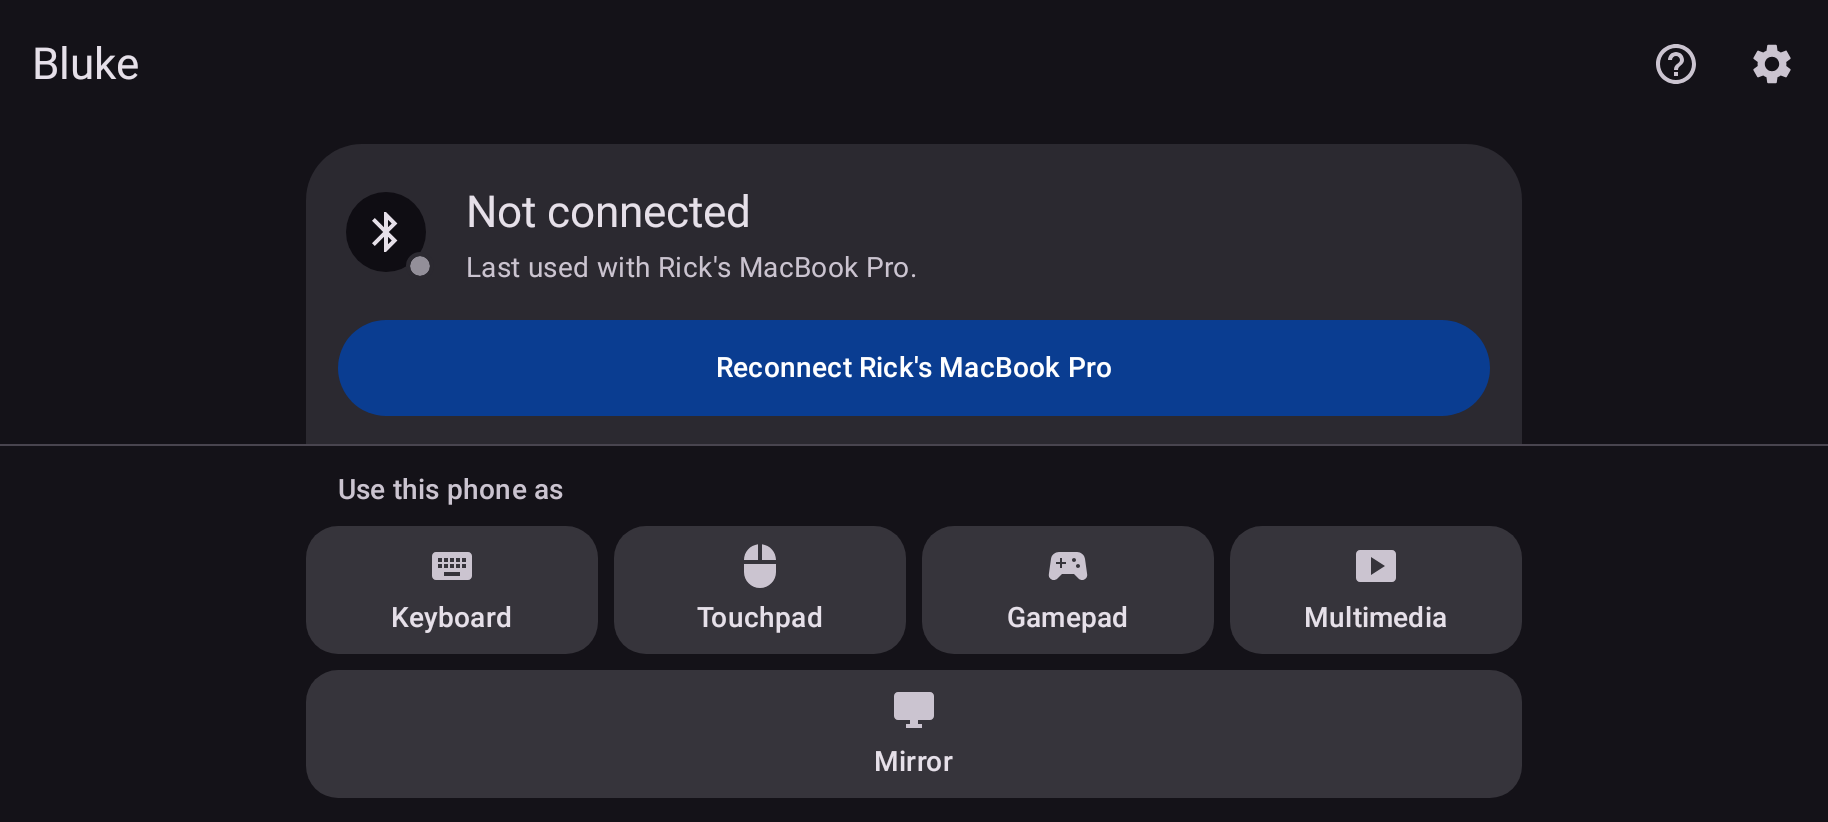 Bluke
Not connected
Last used with Rick's MacBook Pro.
Reconnect Rick's MacBook Pro
Use this phone as
Keyboard
Touchpad
Gamepad
Multimedia
Mirror